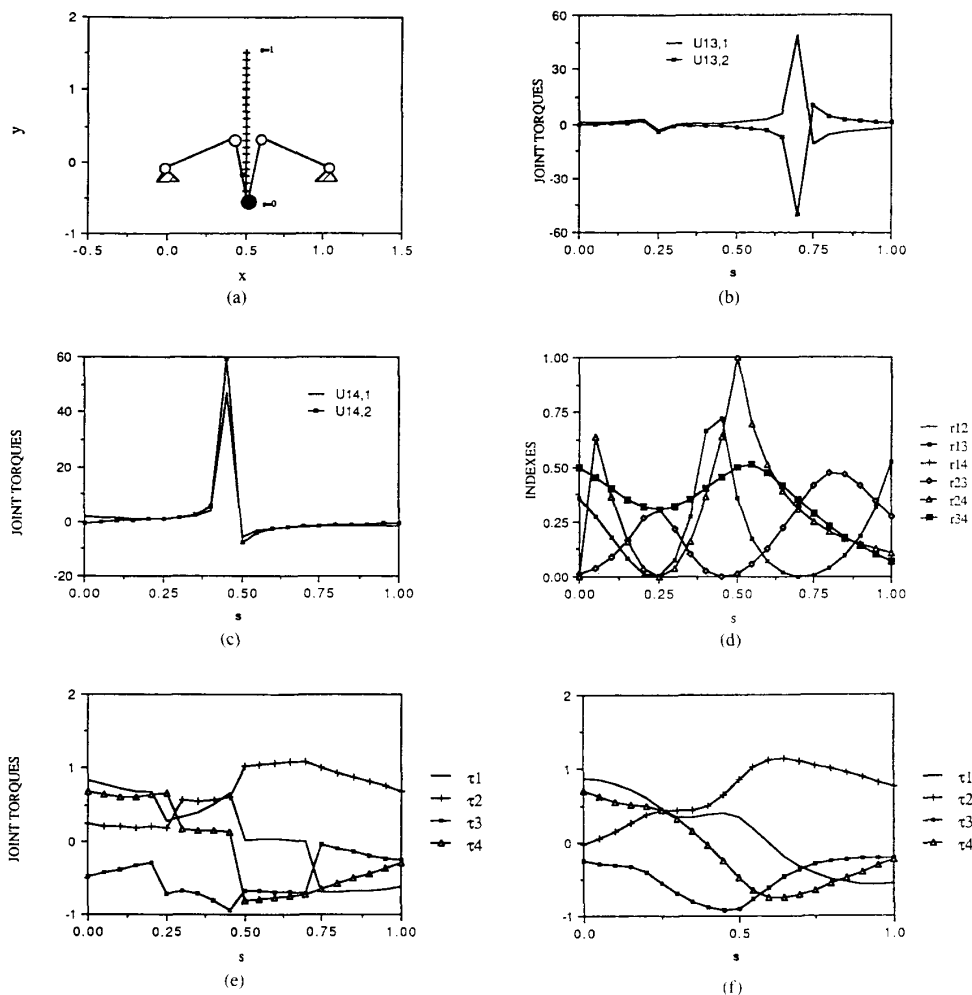 2
1
0
-1
y
-0.5
0.0
0.5
1.0
1.5
x
(a)
60
30
0
-30
-60
JOINT TORQUES
U13,1
U13,2
0.00
0.25
0.50
0.75
1.00
s
(b)
60
40
20
0
-20
JOINT TORQUES
U14,1
U14,2
0.00
0.25
0.50
0.75
1.00
s
(c)
1.00
0.75
0.50
0.25
0.00
INDEXES
0.00
0.25
0.50
0.75
1.00
s
r12
r13
r14
r23
r24
r34
(d)
2
1
0
-1
JOINT TORQUES
0.00
0.25
0.50
0.75
1.00
s
τ1
τ2
τ3
τ4
(e)
2
1
0
-1
0.0
0.5
1.0
s
τ1
τ2
τ3
τ4
(f)